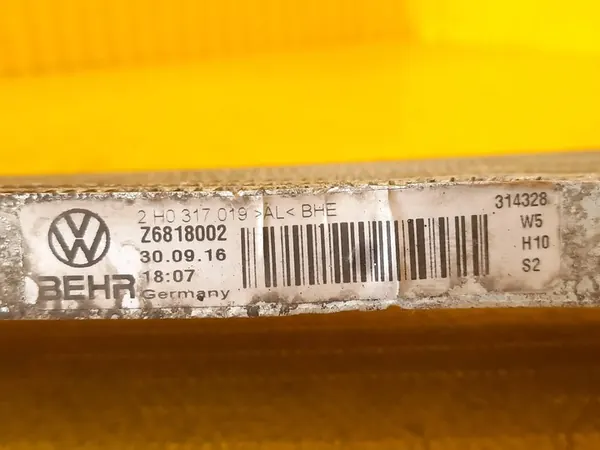 2 H0 317 019 >AL< BHE
Z6818002
30.09.16
18:07
BEHR Germany
314328
W5
H10
S2